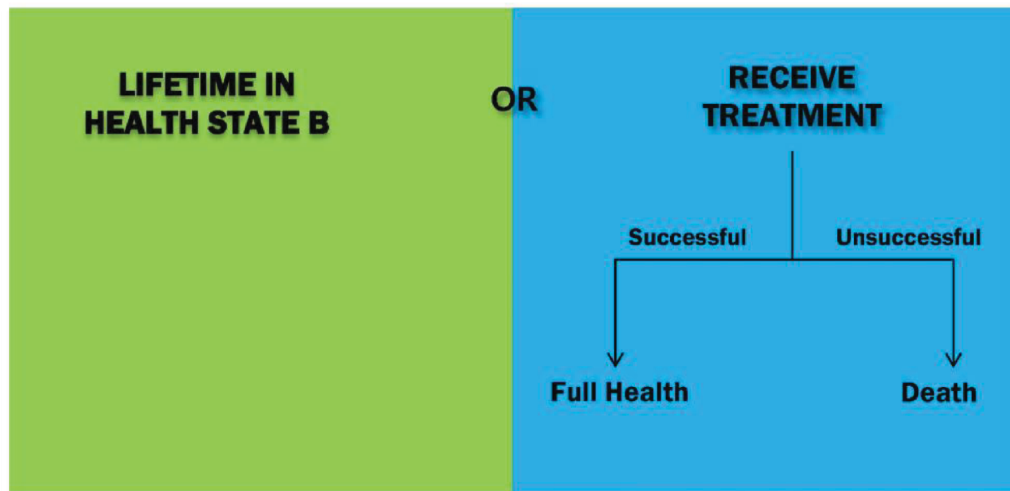 LIFETIME IN
HEALTH STATE B
OR
RECEIVE
TREATMENT
Successful
Unsuccessful
Full Health
Death